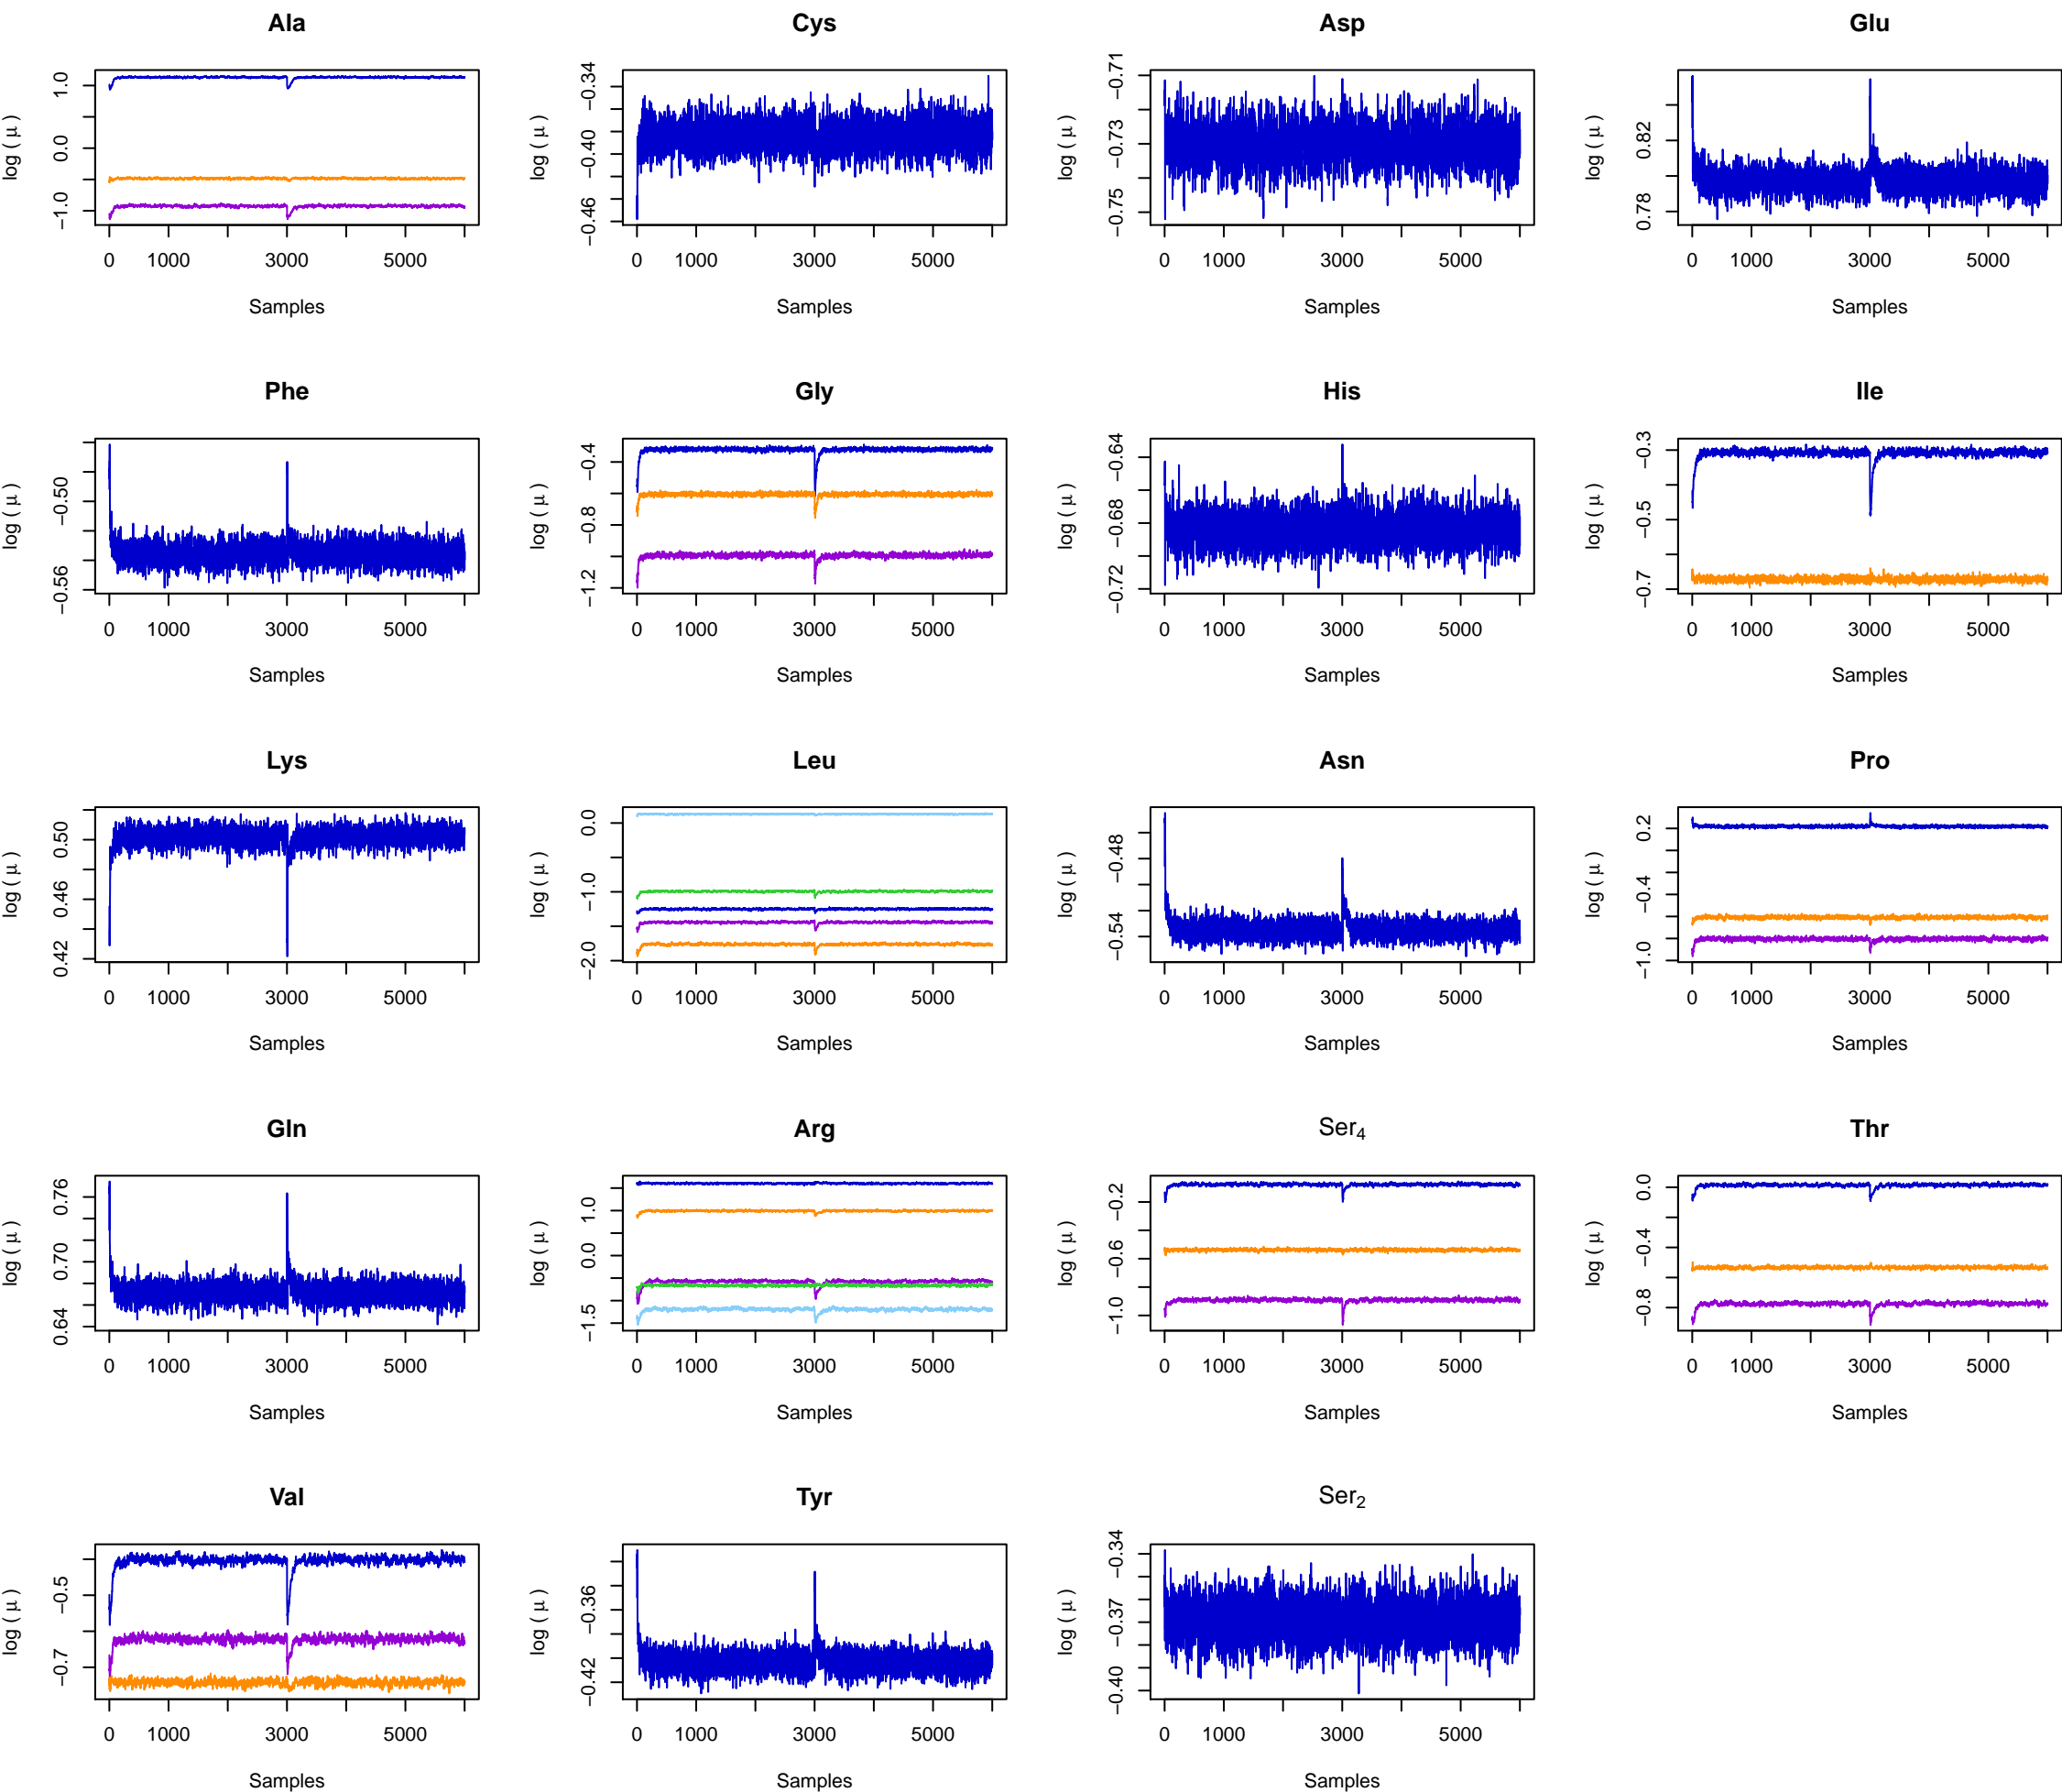 Ala
log ( μ )
1.0
0.0
−1.0
0 1000 3000 5000
Samples
Cys
log ( μ )
−0.34
−0.40
−0.46
0 1000 3000 5000
Samples
Asp
log ( μ )
−0.71
−0.73
−0.75
0 1000 3000 5000
Samples
Glu
log ( μ )
0.82
0.78
0 1000 3000 5000
Samples
Phe
log ( μ )
−0.50
−0.56
0 1000 3000 5000
Samples
Gly
log ( μ )
−0.4
−0.8
−1.2
0 1000 3000 5000
Samples
His
log ( μ )
−0.64
−0.68
−0.72
0 1000 3000 5000
Samples
Ile
log ( μ )
−0.3
−0.5
−0.7
0 1000 3000 5000
Samples
Lys
log ( μ )
0.50
0.46
0.42
0 1000 3000 5000
Samples
Leu
log ( μ )
0.0
−1.0
−2.0
0 1000 3000 5000
Samples
Asn
log ( μ )
−0.48
−0.54
0 1000 3000 5000
Samples
Pro
log ( μ )
0.2
−0.4
−1.0
0 1000 3000 5000
Samples
Gln
log ( μ )
0.76
0.70
0.64
0 1000 3000 5000
Samples
Arg
log ( μ )
1.0
0.0
−1.5
0 1000 3000 5000
Samples
Ser₄
log ( μ )
−0.2
−0.6
−1.0
0 1000 3000 5000
Samples
Thr
log ( μ )
0.0
−0.4
−0.8
0 1000 3000 5000
Samples
Val
log ( μ )
−0.5
−0.7
0 1000 3000 5000
Samples
Tyr
log ( μ )
−0.36
−0.42
0 1000 3000 5000
Samples
Ser₂
log ( μ )
−0.34
−0.37
−0.40
0 1000 3000 5000
Samples